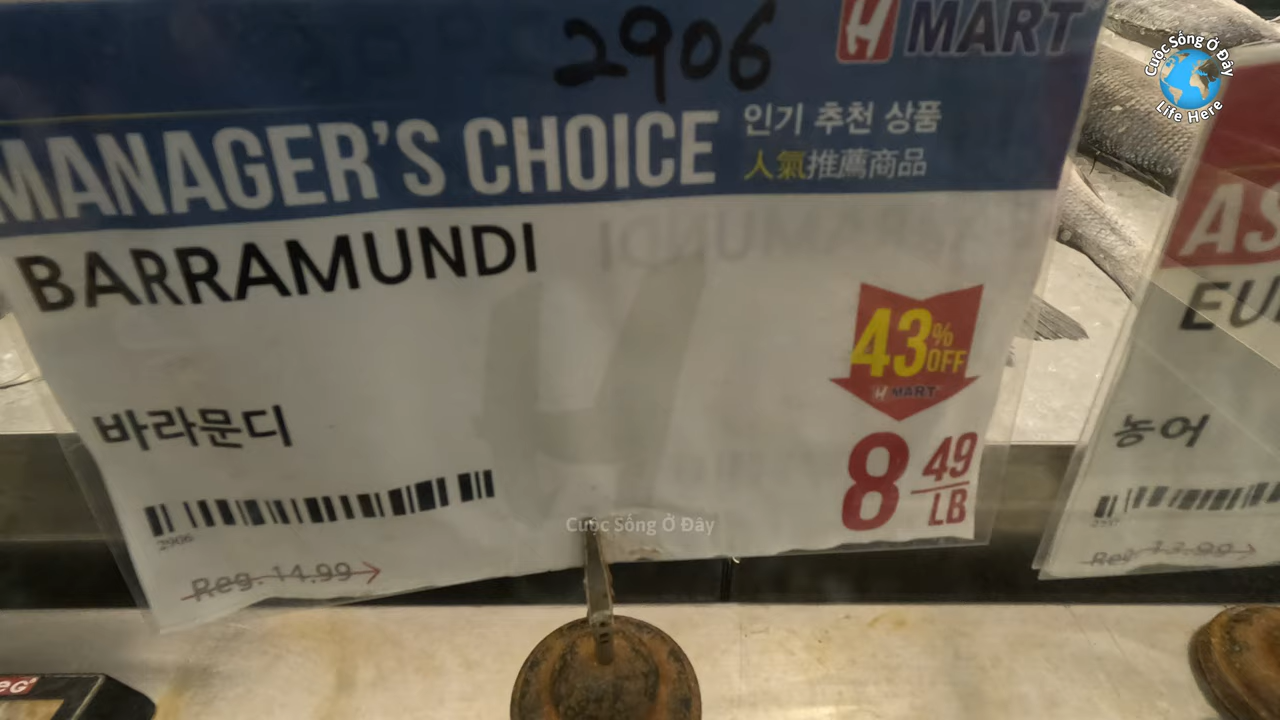 2906
H MART
MANAGER'S CHOICE
인기 추천 상품
人氣推薦商品
BARRAMUNDI
바라문디
43% OFF
H MART
8 49
LB
2906
Reg. 14.99
Cuộc Sống Ở Đây
Cuộc Sống Ở Đây
Life Here
AS
EU
농어
Reg. 13.99